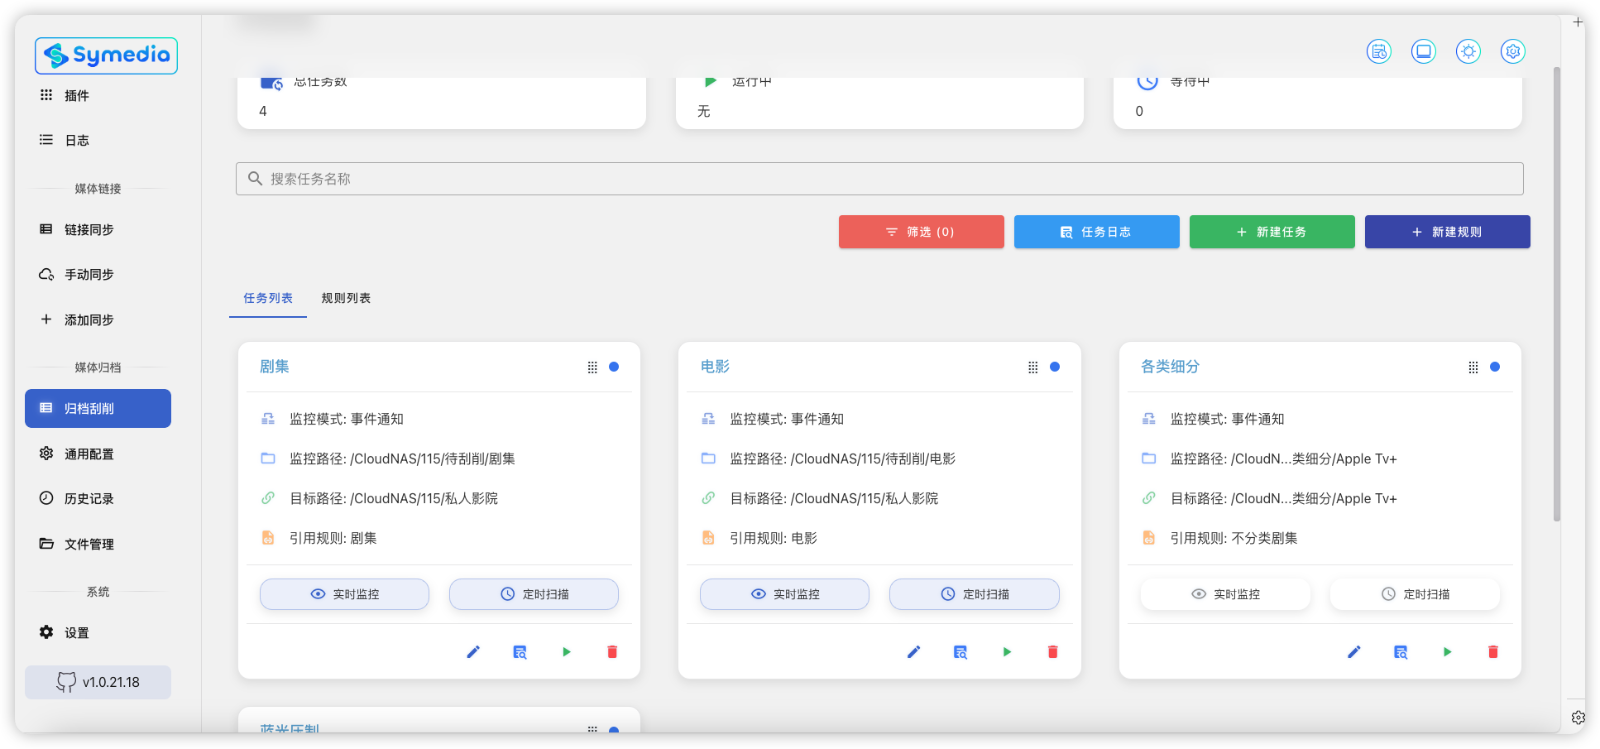 Symedia
插件
日志
媒体链接
链接同步
手动同步
添加同步
媒体归档
归档刮削
通用配置
历史记录
文件管理
系统
设置
v1.0.21.18
总任务数
4
运行中
无
等待中
0
搜索任务名称
筛选 (0)
任务日志
新建任务
新建规则
任务列表
规则列表
剧集
监控模式: 事件通知
监控路径: /CloudNAS/115/待刮削/剧集
目标路径: /CloudNAS/115/私人影院
引用规则: 剧集
实时监控
定时扫描
电影
监控模式: 事件通知
监控路径: /CloudNAS/115/待刮削/电影
目标路径: /CloudNAS/115/私人影院
引用规则: 电影
实时监控
定时扫描
各类细分
监控模式: 事件通知
监控路径: /CloudN...类细分/Apple Tv+
目标路径: /CloudN...类细分/Apple Tv+
引用规则: 不分类剧集
实时监控
定时扫描
蓝光压制